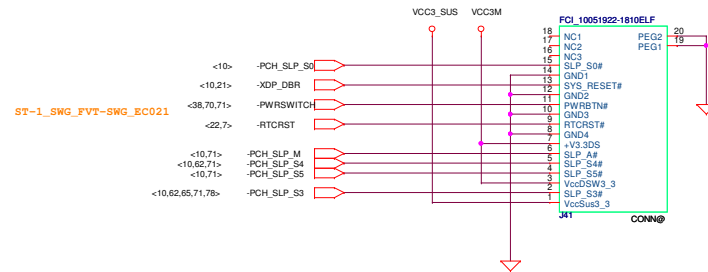 VCC3_SUS VCC3M FCI_10051922-1810ELF
18 NC1 PEG2 20
17 NC2 PEG1 19
16 NC3
<10> -PCH_SLP_S0 15 SLP_S0#
14 GND1
<10,21> -XDP_DBR 13 SYS_RESET#
12 GND2
ST-1_SWG_FVT-SWG_EC021 <38,70,71> -PWRSWITCH 11 PWRBTN#
10 GND3
<22,7> -RTCRST 9 RTCRST#
8 GND4
7 +V3.3DS
<10,71> -PCH_SLP_M 6 SLP_A#
<10,62,71> -PCH_SLP_S4 5 SLP_S4#
<10,71> -PCH_SLP_S5 4 SLP_S5#
3 VccDSW3_3
<10,62,65,71,78> -PCH_SLP_S3 2 SLP_S3#
1 VccSus3_3
J41 CONN@